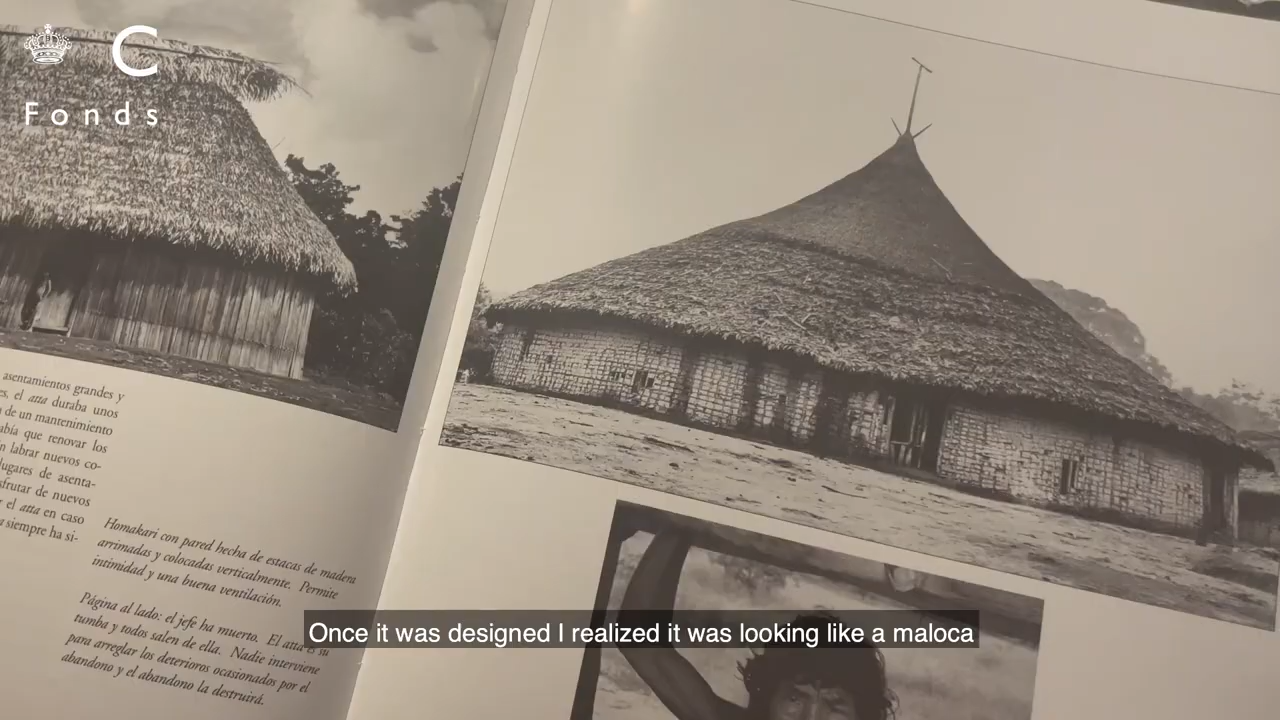 C
Fonds
asentamientos grandes y
es, el atta duraba unos
de un mantenimiento
abía que renovar los
n labrar nuevos co-
lugares de asenta-
sfrutar de nuevos
el atta en caso
siempre ha si-
Homakari con pared hecha de estacas de madera
arrimadas y colocadas verticalmente. Permite
intimidad y una buena ventilación.
Página al lado: el jefe ha muerto. El atta es su
tumba y todos salen de ella. Nadie interviene
para arreglar los deterioros ocasionados por el
abandono y el abandono la destruirá.
Once it was designed I realized it was looking like a maloca